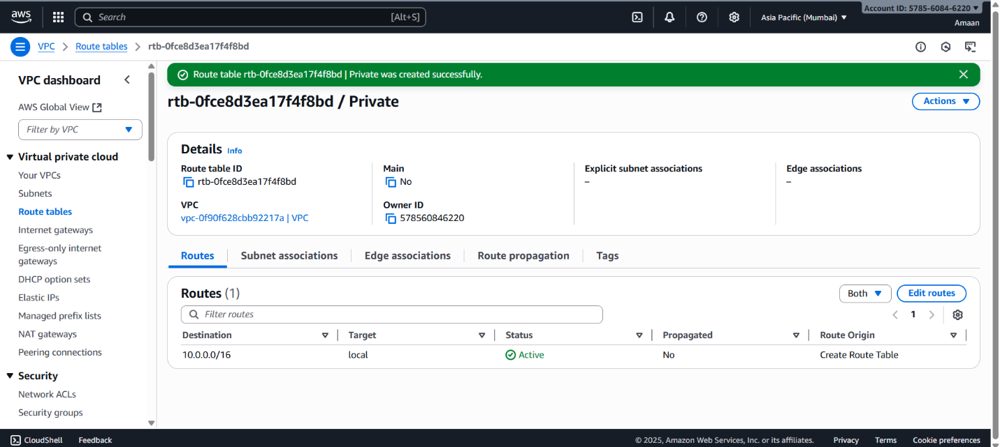 aws
Search [Alt+S]
Asia Pacific (Mumbai)
Account ID: 5785-6084-6220
Amaan
VPC
Route tables
rtb-0fce8d3ea17f4f8bd
VPC dashboard
AWS Global View
Filter by VPC
Virtual private cloud
Your VPCs
Subnets
Route tables
Internet gateways
Egress-only internet
gateways
DHCP option sets
Elastic IPs
Managed prefix lists
NAT gateways
Peering connections
Security
Network ACLs
Security groups
Route table rtb-0fce8d3ea17f4f8bd | Private was created successfully.
rtb-0fce8d3ea17f4f8bd / Private
Actions
Details Info
Route table ID
rtb-0fce8d3ea17f4f8bd
Main
No
Explicit subnet associations
–
Edge associations
–
VPC
vpc-0f90f628cbb92217a | VPC
Owner ID
578560846220
Routes
Subnet associations
Edge associations
Route propagation
Tags
Routes (1)
Both
Edit routes
Filter routes
1
Destination Target Status Propagated Route Origin
10.0.0.0/16 local Active No Create Route Table
CloudShell Feedback
© 2025, Amazon Web Services, Inc. or its affiliates. Privacy Terms Cookie preferences